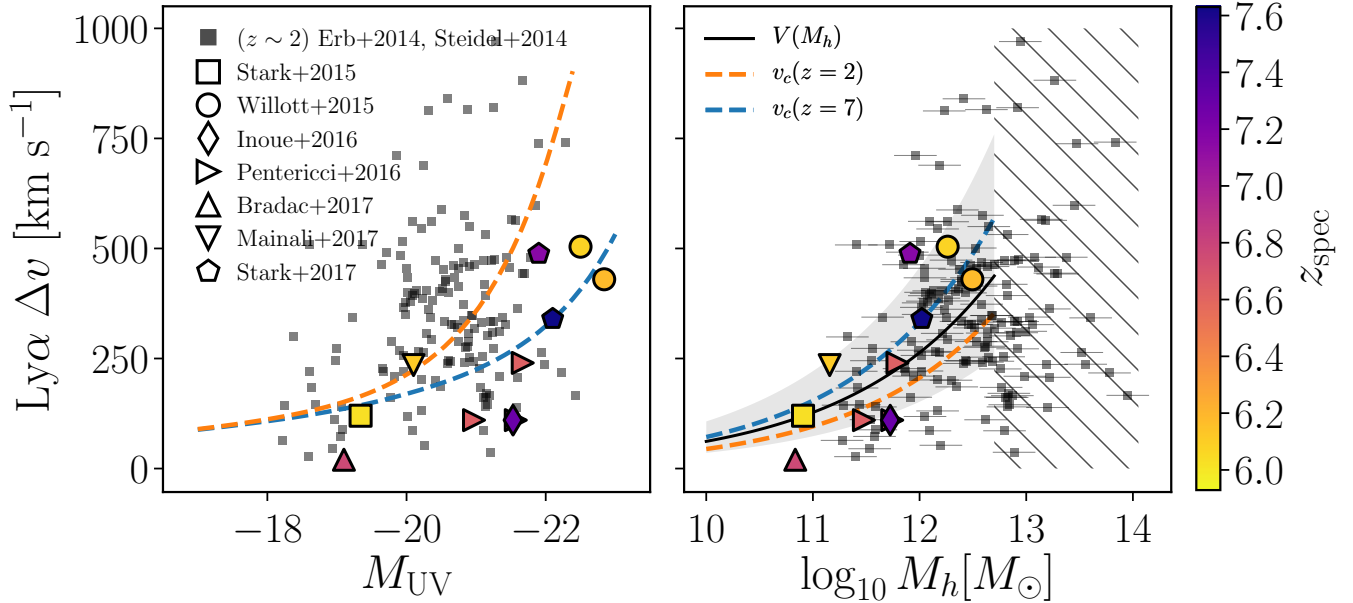 1000
750
500
250
0
Lyα Δv [km s⁻¹]
(z ∼ 2) Erb+2014, Steidel+2014
Stark+2015
Willott+2015
Inoue+2016
Pentericci+2016
Bradac+2017
Mainali+2017
Stark+2017
−18
−20
−22
M_UV
V(M_h)
v_c(z = 2)
v_c(z = 7)
10
11
12
13
14
log₁₀ M_h[M_⊙]
7.6
7.4
7.2
7.0
6.8
6.6
6.4
6.2
6.0
z_spec